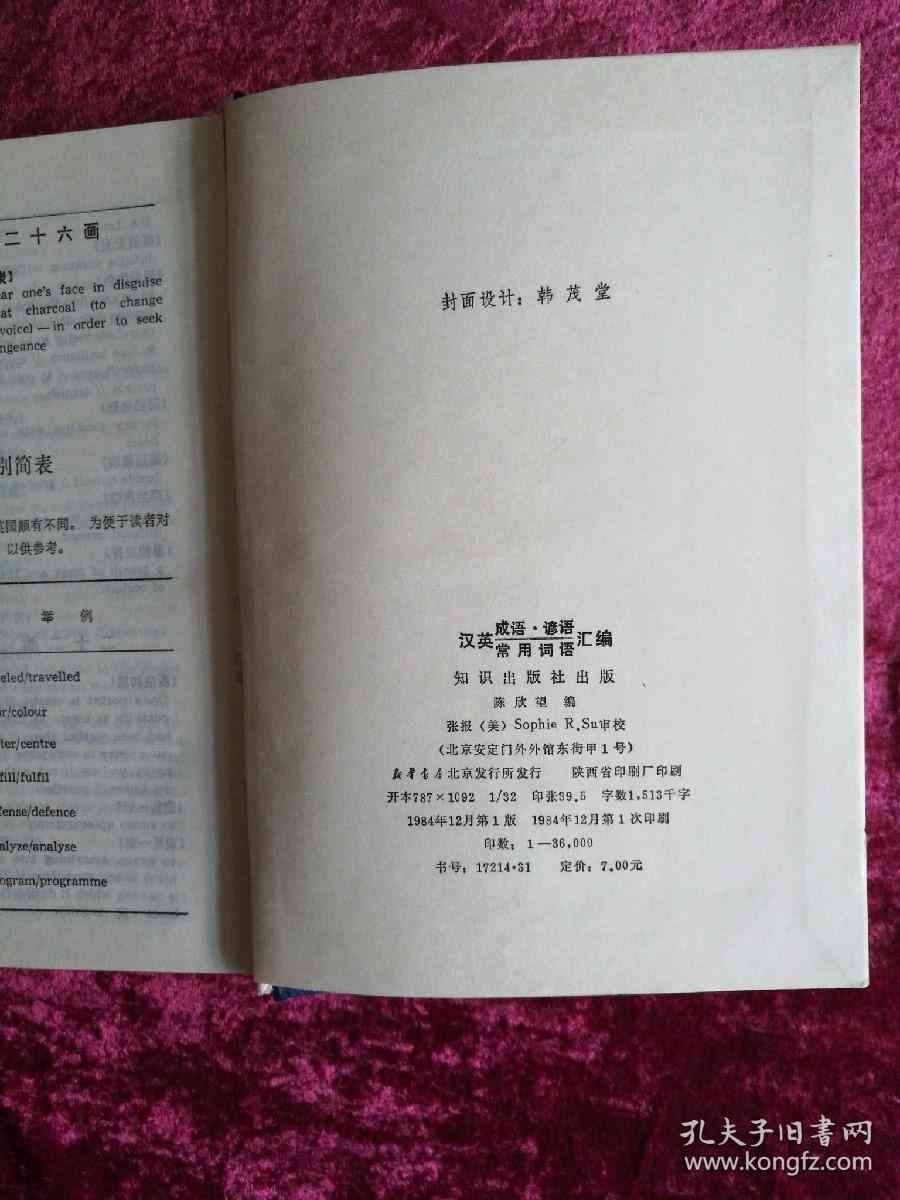 二十六画
ear one's face in disguise
at charcoal (to change
voice) — in order to seek
ngeance
别简表
英国颇有不同。为便于读者对
以供参考。
举例
eled/travelled
or/colour
ter/centre
fill/fulfil
ense/defence
alyze/analyse
ogram/programme
封面设计：韩茂堂
汉英成语·谚语常用词语汇编
知识出版社出版
陈欣望 编
张报（美）Sophie R.Su审校
（北京安定门外外馆东街甲1号）
新华书店北京发行所发行 陕西省印刷厂印刷
开本787×1092 1/32 印张39.5 字数1,513千字
1984年12月第1版 1984年12月第1次印刷
印数：1—36,000
书号：17214·31 定价：7.00元
孔夫子旧书网
www.kongfz.com